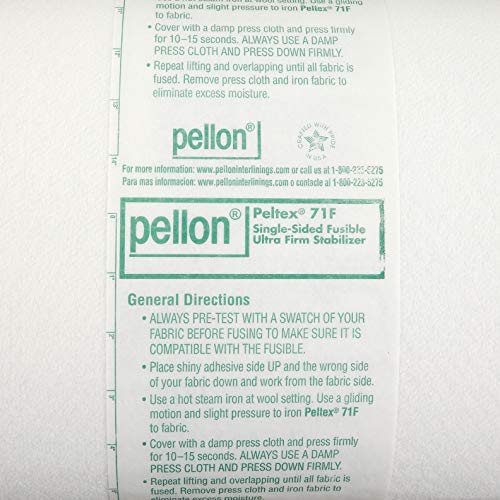 motion and slight pressure to iron Peltex® 71F
to fabric.
• Cover with a damp press cloth and press firmly
for 10–15 seconds. ALWAYS USE A DAMP
PRESS CLOTH AND PRESS DOWN FIRMLY.
• Repeat lifting and overlapping until all fabric is
fused. Remove press cloth and iron fabric to
eliminate excess moisture.
pellon®
CRAFTED WITH PRIDE
IN U.S.A.
For more information: www.pelloninterlinings.com or call us at 1-800-223-5275
Para mas informacion: www.pelloninterlinings.com o contacte al 1-800-223-5275
pellon®
Peltex® 71F
Single-Sided Fusible
Ultra Firm Stabilizer
General Directions
• ALWAYS PRE-TEST WITH A SWATCH OF YOUR
FABRIC BEFORE FUSING TO MAKE SURE IT IS
COMPATIBLE WITH THE FUSIBLE.
• Place shiny adhesive side UP and the wrong side
of your fabric down and work from the fabric side.
• Use a hot steam iron at wool setting. Use a gliding
motion and slight pressure to iron Peltex® 71F
to fabric.
• Cover with a damp press cloth and press firmly
for 10–15 seconds. ALWAYS USE A DAMP
PRESS CLOTH AND PRESS DOWN FIRMLY.
• Repeat lifting and overlapping until all fabric is
fused. Remove press cloth and iron fabric to
eliminate excess moisture.